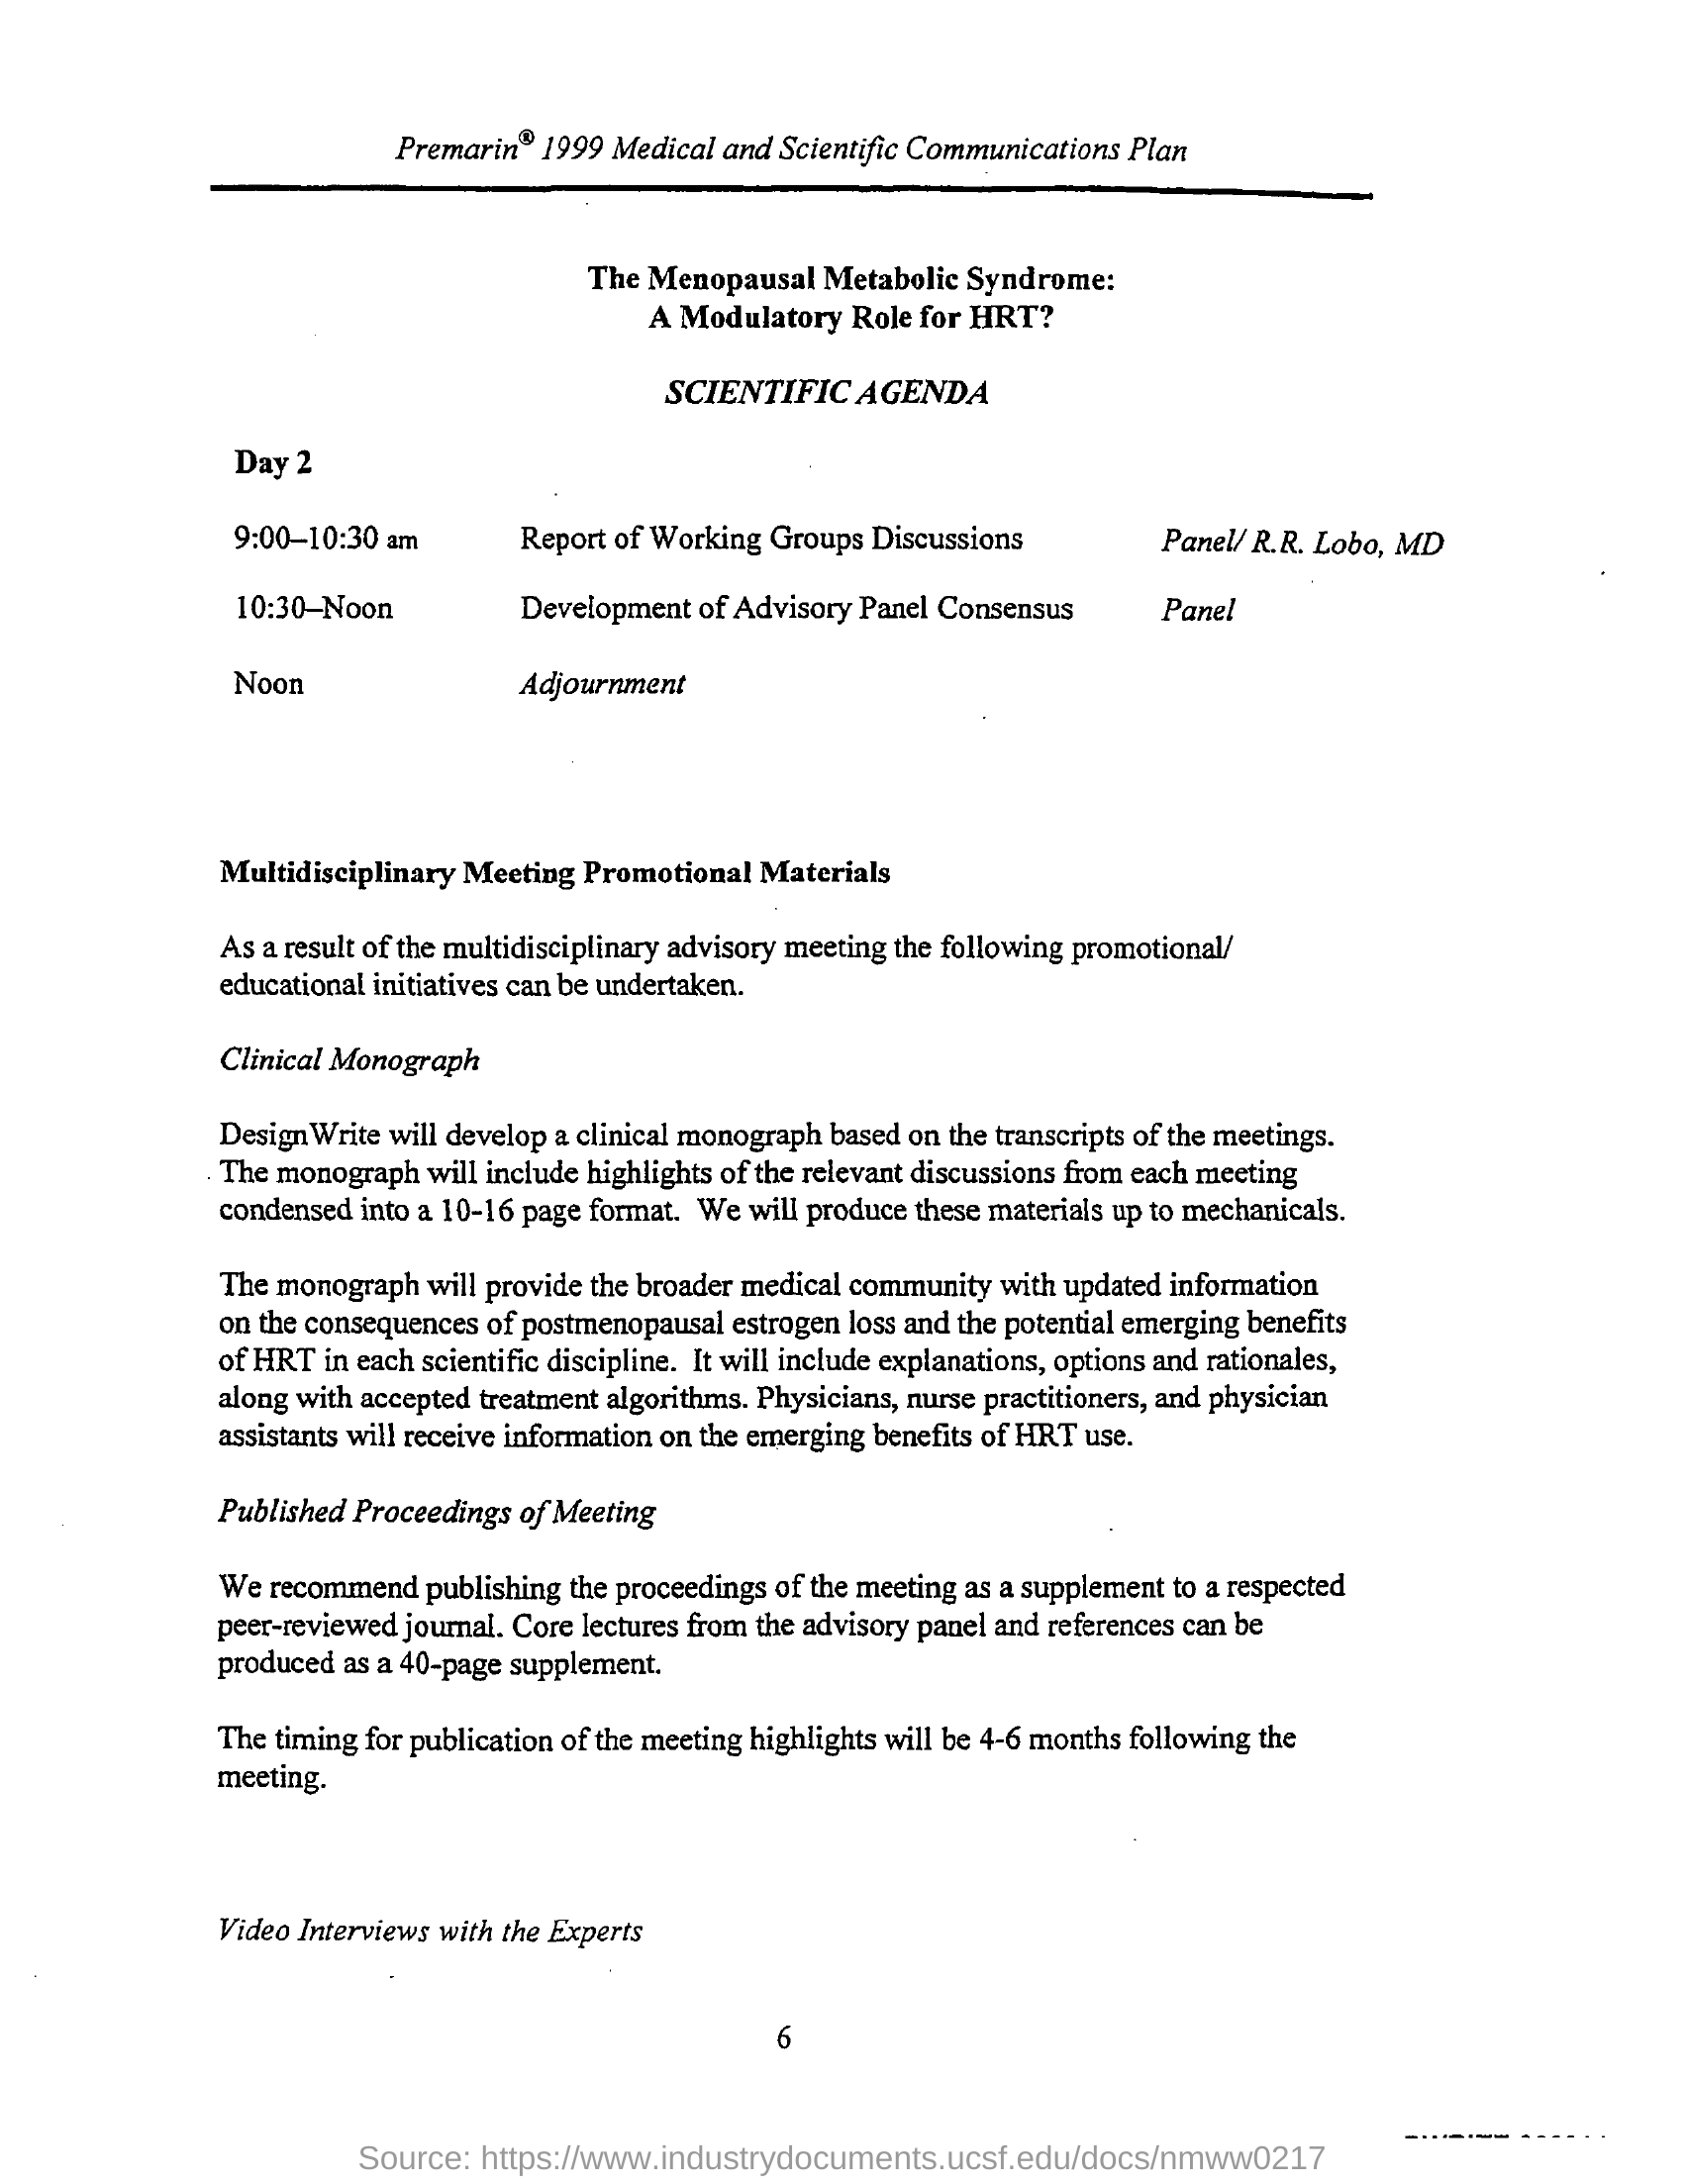 Premarin® 1999 Medical and Scientific Communications Plan
The Menopausal Metabolic Syndrome:
A Modulatory Role for HRT?
SCIENTIFIC AGENDA
Day 2
9:00–10:30 am Report of Working Groups Discussions Panel/ R.R. Lobo, MD
10:30–Noon Development of Advisory Panel Consensus Panel
Noon Adjournment
Multidisciplinary Meeting Promotional Materials
As a result of the multidisciplinary advisory meeting the following promotional/
educational initiatives can be undertaken.
Clinical Monograph
DesignWrite will develop a clinical monograph based on the transcripts of the meetings.
The monograph will include highlights of the relevant discussions from each meeting
condensed into a 10-16 page format. We will produce these materials up to mechanicals.
The monograph will provide the broader medical community with updated information
on the consequences of postmenopausal estrogen loss and the potential emerging benefits
of HRT in each scientific discipline. It will include explanations, options and rationales,
along with accepted treatment algorithms. Physicians, nurse practitioners, and physician
assistants will receive information on the emerging benefits of HRT use.
Published Proceedings of Meeting
We recommend publishing the proceedings of the meeting as a supplement to a respected
peer-reviewed journal. Core lectures from the advisory panel and references can be
produced as a 40-page supplement.
The timing for publication of the meeting highlights will be 4-6 months following the
meeting.
Video Interviews with the Experts
6
Source: https://www.industrydocuments.ucsf.edu/docs/nmww0217